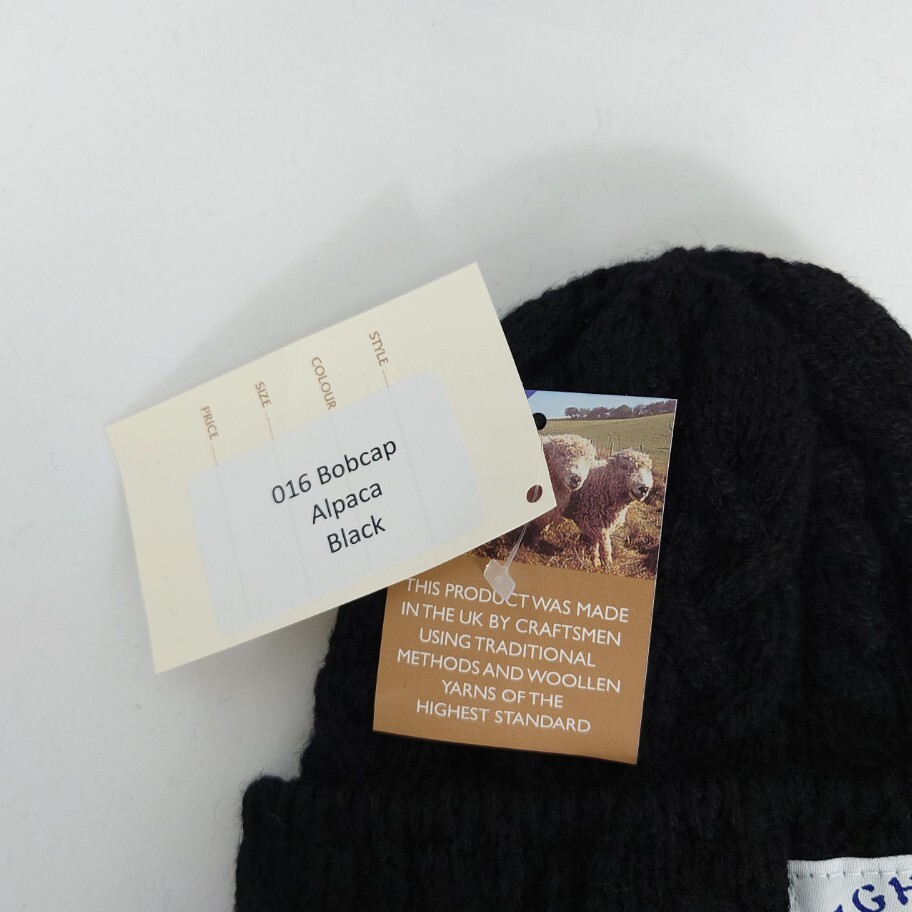 STYLE
COLOUR
SIZE
PRICE
016 Bobcap
Alpaca
Black
THIS PRODUCT WAS MADE
IN THE UK BY CRAFTSMEN
USING TRADITIONAL
METHODS AND WOOLLEN
YARNS OF THE
HIGHEST STANDARD